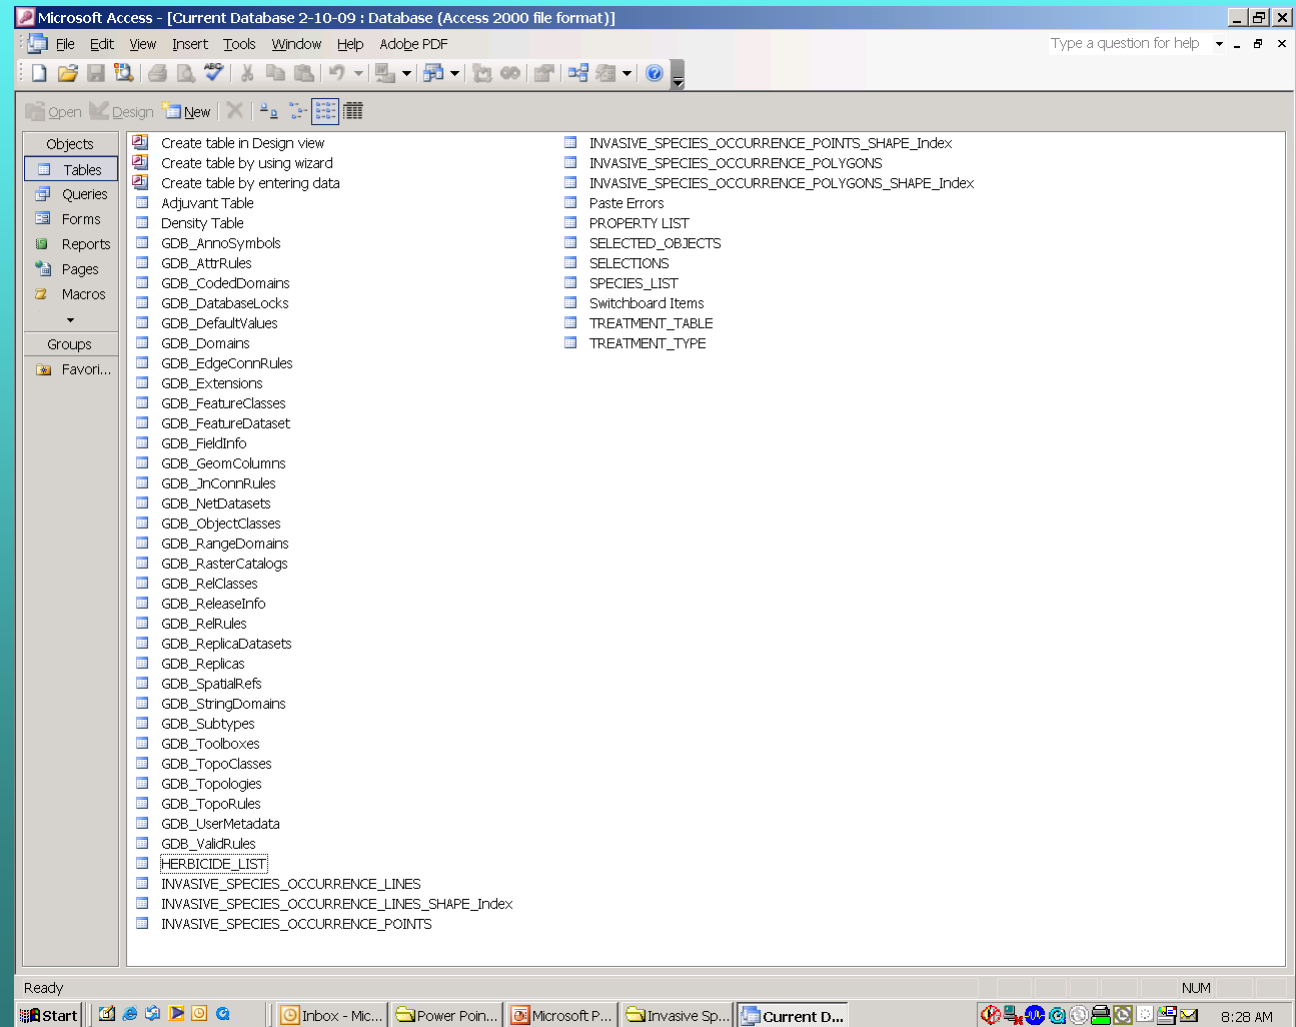 Microsoft Access - [Current Database 2-10-09 : Database (Access 2000 file format)]
File Edit View Insert Tools Window Help Adobe PDF Type a question for help
Open Design New
Objects
Tables
Queries
Forms
Reports
Pages
Macros
Groups
Favori...
Create table in Design view
Create table by using wizard
Create table by entering data
Adjuvant Table
Density Table
GDB_AnnoSymbols
GDB_AttrRules
GDB_CodedDomains
GDB_DatabaseLocks
GDB_DefaultValues
GDB_Domains
GDB_EdgeConnRules
GDB_Extensions
GDB_FeatureClasses
GDB_FeatureDataset
GDB_FieldInfo
GDB_GeomColumns
GDB_JnConnRules
GDB_NetDatasets
GDB_ObjectClasses
GDB_RangeDomains
GDB_RasterCatalogs
GDB_RelClasses
GDB_ReleaseInfo
GDB_RelRules
GDB_ReplicaDatasets
GDB_Replicas
GDB_SpatialRefs
GDB_StringDomains
GDB_Subtypes
GDB_Toolboxes
GDB_TopoClasses
GDB_Topologies
GDB_TopoRules
GDB_UserMetadata
GDB_ValidRules
HERBICIDE_LIST
INVASIVE_SPECIES_OCCURRENCE_LINES
INVASIVE_SPECIES_OCCURRENCE_LINES_SHAPE_Index
INVASIVE_SPECIES_OCCURRENCE_POINTS
INVASIVE_SPECIES_OCCURRENCE_POINTS_SHAPE_Index
INVASIVE_SPECIES_OCCURRENCE_POLYGONS
INVASIVE_SPECIES_OCCURRENCE_POLYGONS_SHAPE_Index
Paste Errors
PROPERTY LIST
SELECTED_OBJECTS
SELECTIONS
SPECIES_LIST
Switchboard Items
TREATMENT_TABLE
TREATMENT_TYPE
Ready NUM
Start Inbox - Mic... Power Poin... Microsoft P... Invasive Sp... Current D... 8:28 AM